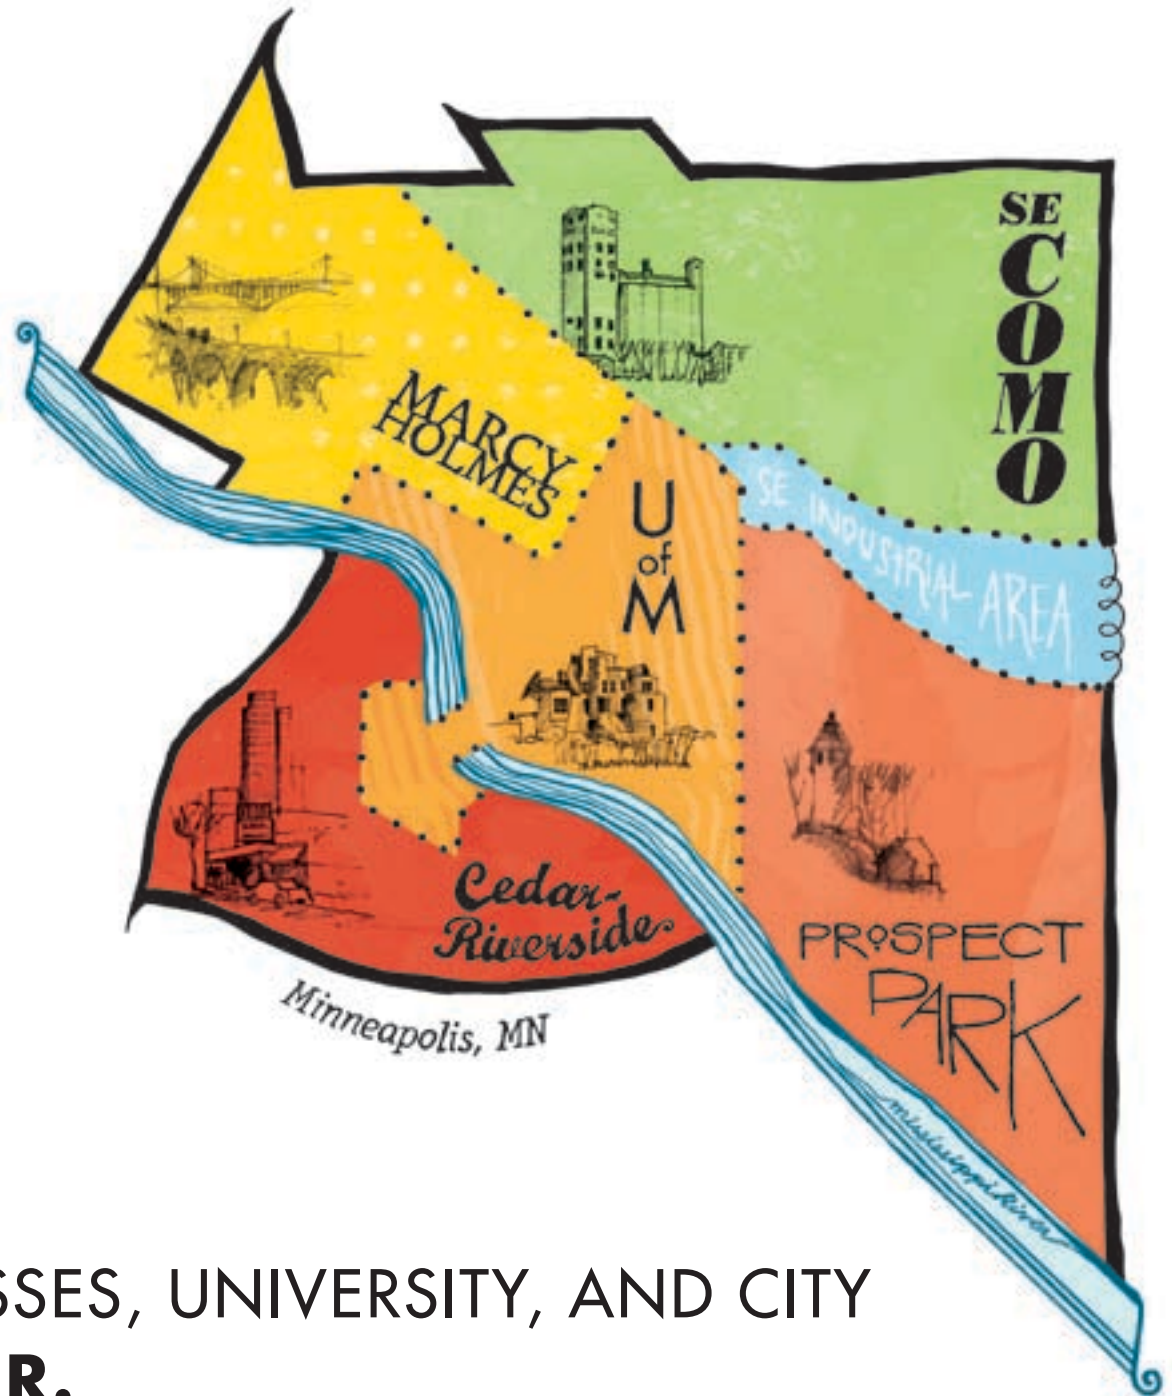 SE
COMO
MARCY
HOLMES
U
of
M
SE INDUSTRIAL AREA
Cedar-
Riverside
PROSPECT
PARK
Minneapolis, MN
mississippi River
SSES, UNIVERSITY, AND CITY
R.